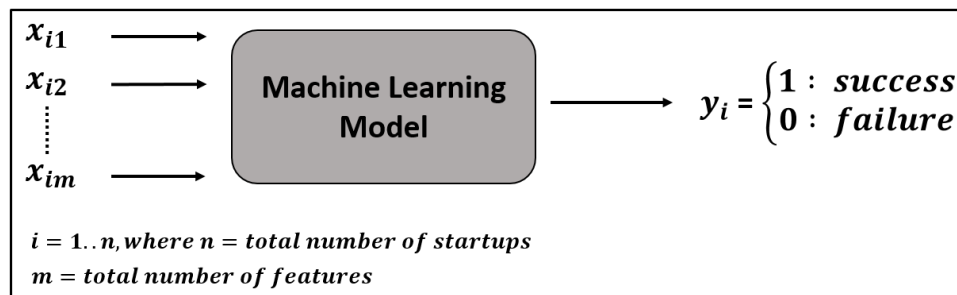 x_{i1}
x_{i2}
x_{im}
Machine Learning
Model
y_i = { 1 : success
0 : failure
i = 1..n, where n = total number of startups
m = total number of features